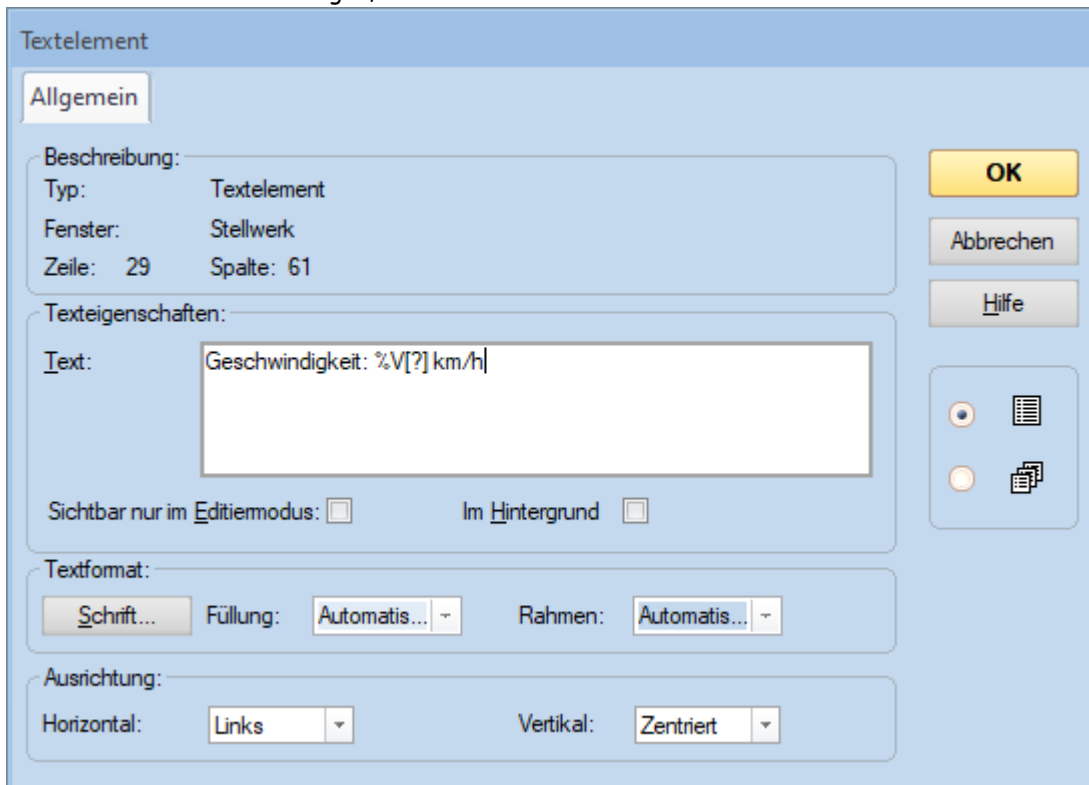 Textelement
Allgemein
Beschreibung:
Typ: Textelement
Fenster: Stellwerk
Zeile: 29 Spalte: 61
Texteigenschaften:
Text: Geschwindigkeit: %V[?] km/h
Sichtbar nur im Editiermodus: Im Hintergrund
Textformat:
Schrift... Füllung: Automatis... Rahmen: Automatis...
Ausrichtung:
Horizontal: Links Vertikal: Zentriert
OK
Abbrechen
Hilfe